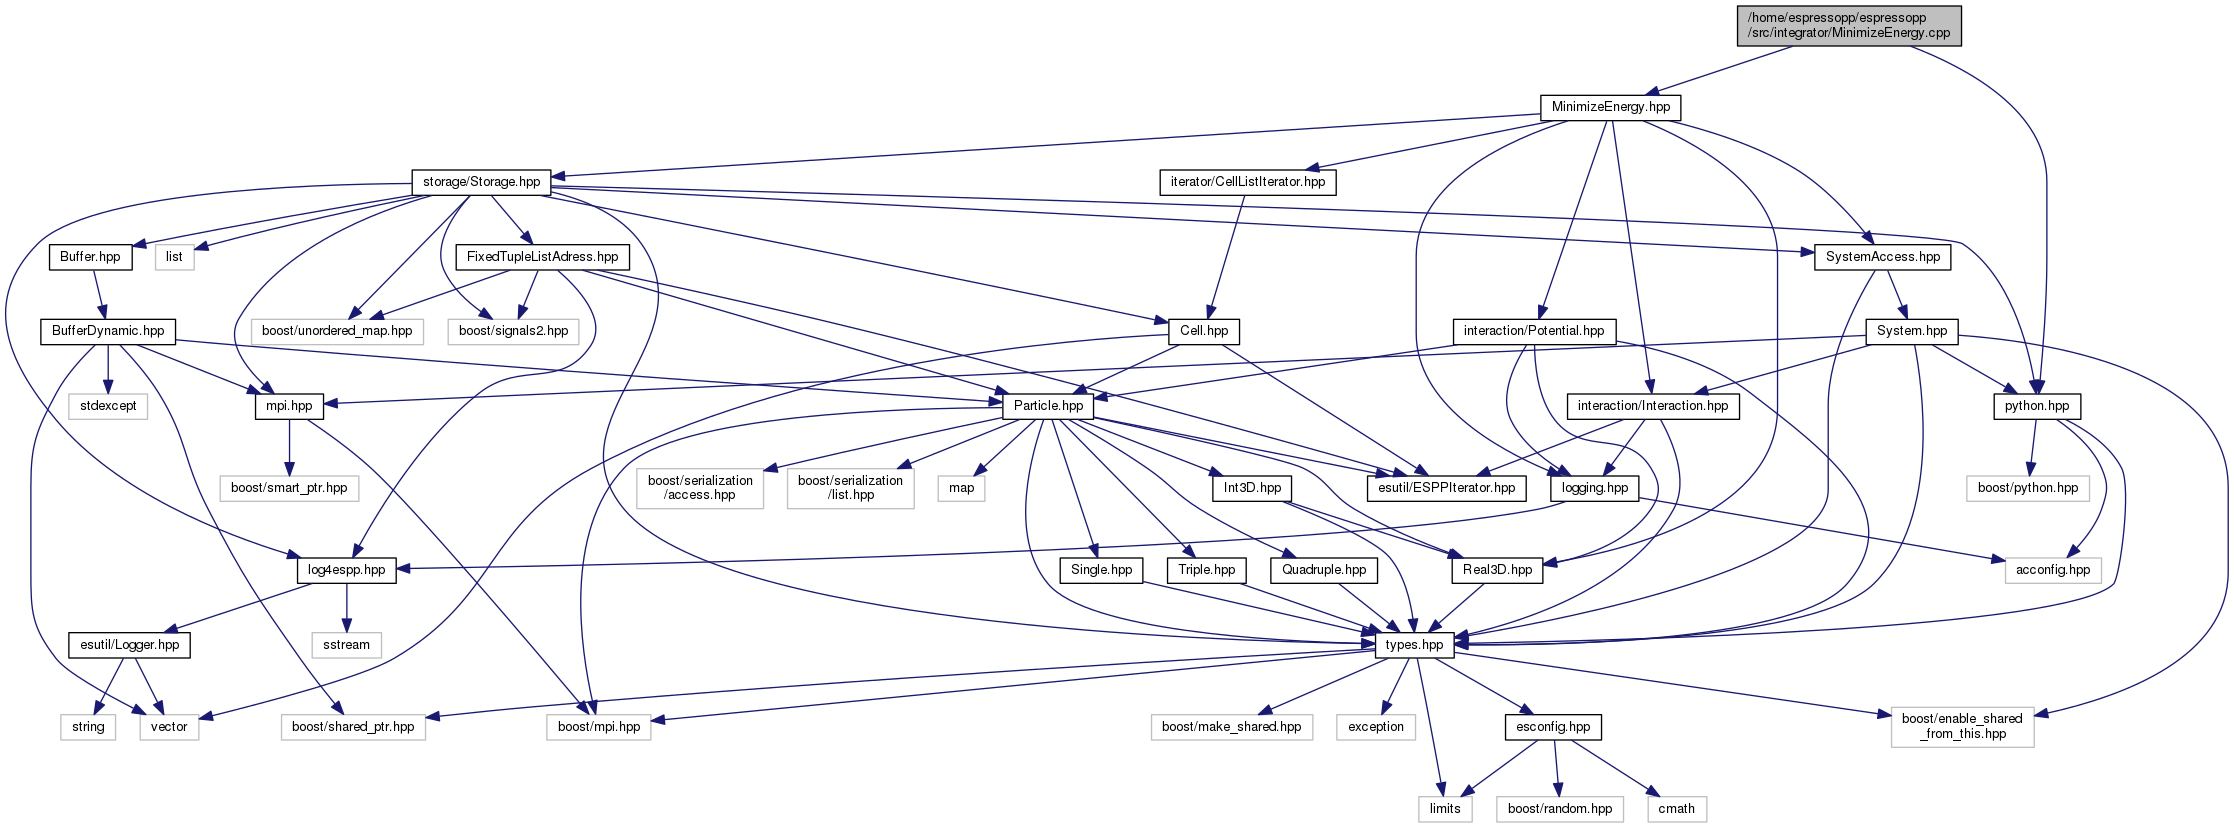 /home/espressopp/espressopp
/src/integrator/MinimizeEnergy.cpp
MinimizeEnergy.hpp
storage/Storage.hpp
iterator/CellListIterator.hpp
Buffer.hpp
list
FixedTupleListAdress.hpp
SystemAccess.hpp
BufferDynamic.hpp
boost/unordered_map.hpp
boost/signals2.hpp
Cell.hpp
interaction/Potential.hpp
System.hpp
stdexcept
mpi.hpp
Particle.hpp
interaction/Interaction.hpp
python.hpp
boost/smart_ptr.hpp
boost/serialization
/access.hpp
boost/serialization
/list.hpp
map
Int3D.hpp
esutil/ESPPIterator.hpp
logging.hpp
boost/python.hpp
log4espp.hpp
Single.hpp
Triple.hpp
Quadruple.hpp
Real3D.hpp
acconfig.hpp
esutil/Logger.hpp
sstream
types.hpp
string
vector
boost/shared_ptr.hpp
boost/mpi.hpp
boost/make_shared.hpp
exception
esconfig.hpp
boost/enable_shared
_from_this.hpp
limits
boost/random.hpp
cmath